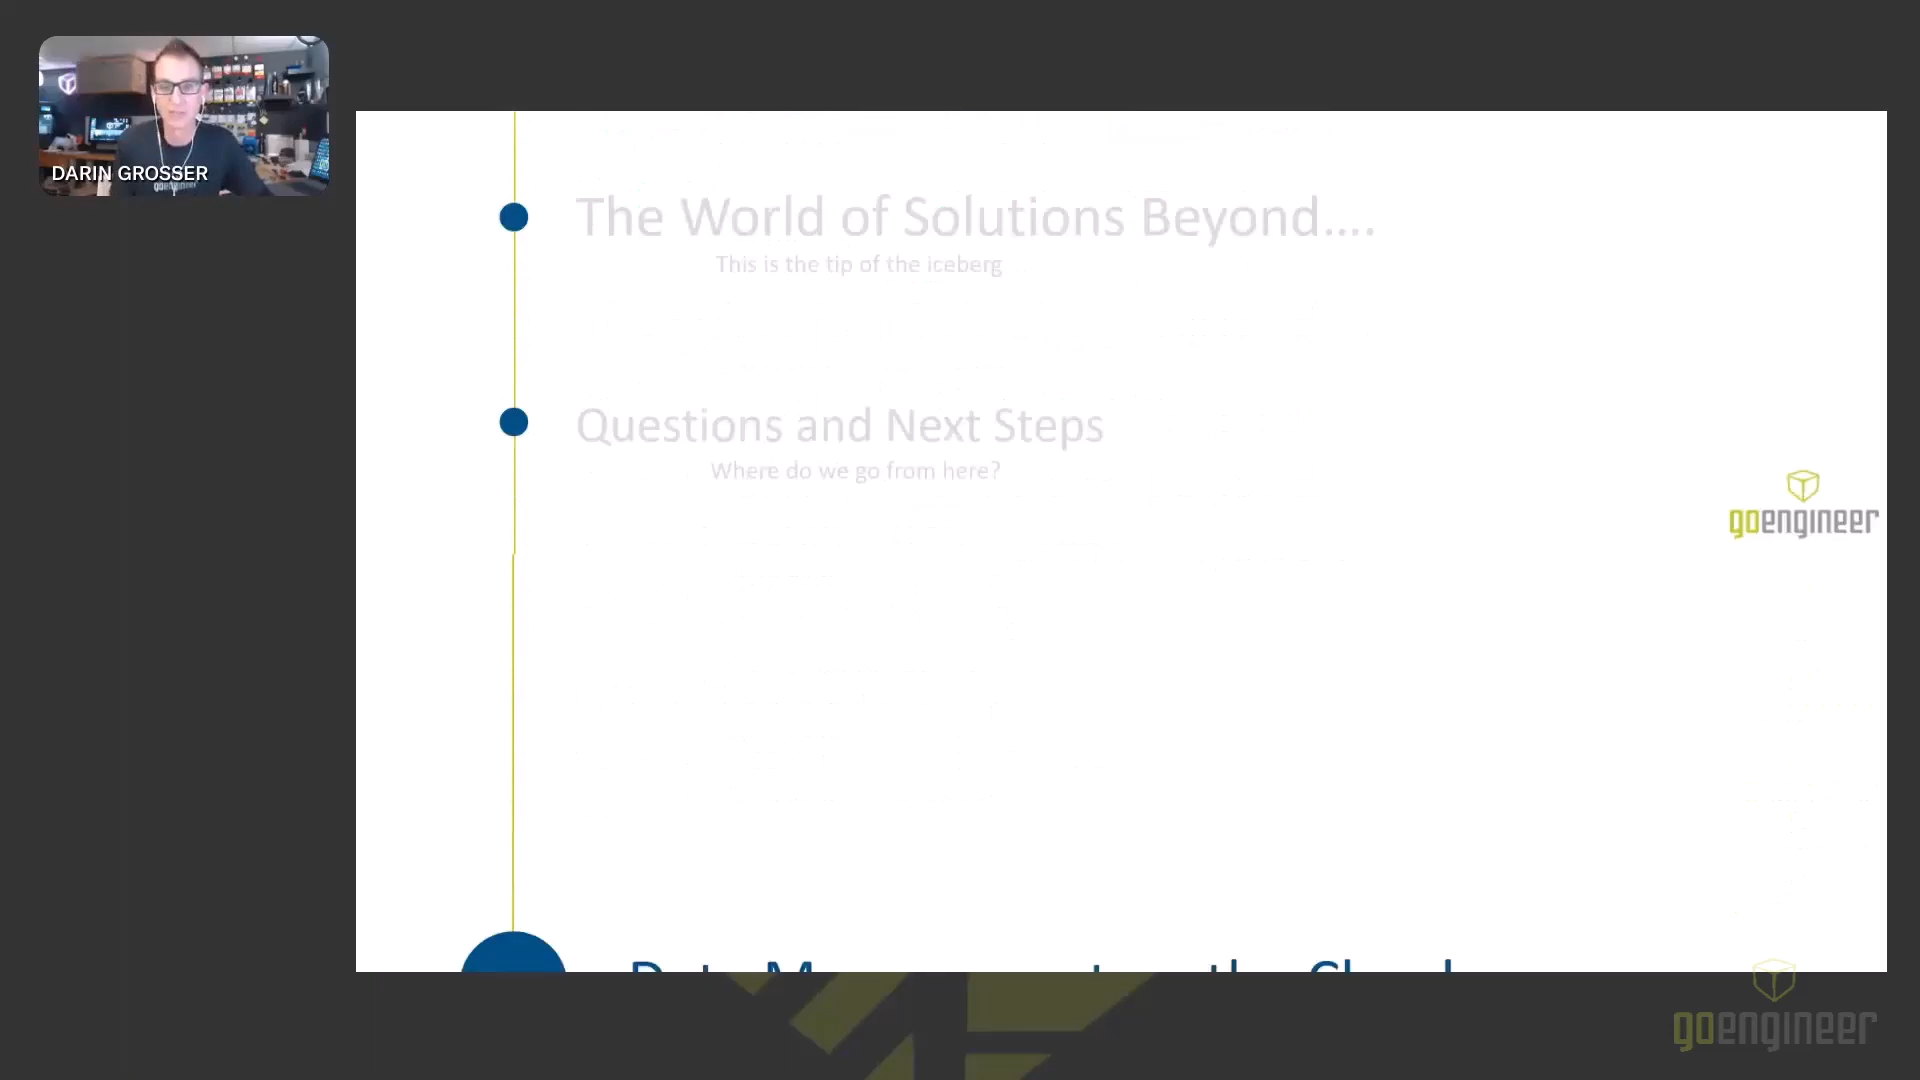 DARIN GROSSER
goengineer
The World of Solutions Beyond....
This is the tip of the iceberg
Questions and Next Steps
Where do we go from here?
goengineer
goengineer